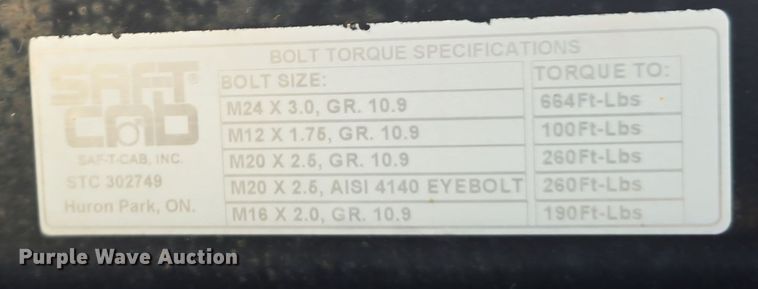 BOLT TORQUE SPECIFICATIONS
SAF-T CAB®
BOLT SIZE: TORQUE TO:
M24 X 3.0, GR. 10.9 664Ft-Lbs
M12 X 1.75, GR. 10.9 100Ft-Lbs
M20 X 2.5, GR. 10.9 260Ft-Lbs
M20 X 2.5, AISI 4140 EYEBOLT 260Ft-Lbs
M16 X 2.0, GR. 10.9 190Ft-Lbs
SAF-T-CAB, INC.
STC 302749
Huron Park, ON.
Purple Wave Auction